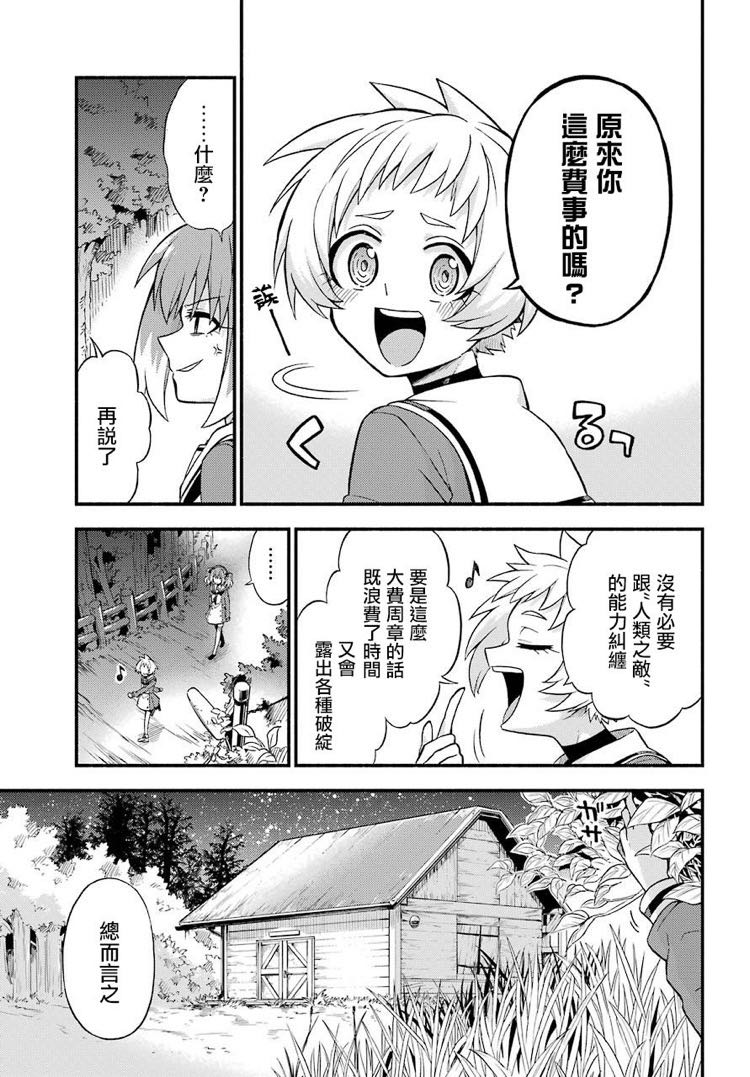 原來你
這麼費事的嗎？
くるっ
……什麼？
再說了
沒有必要
跟〝人類之敵〞
的能力糾纏
要是這麼
大費周章的話
既浪費了時間
又會
露出各種破綻
……
ガサ
總而言之